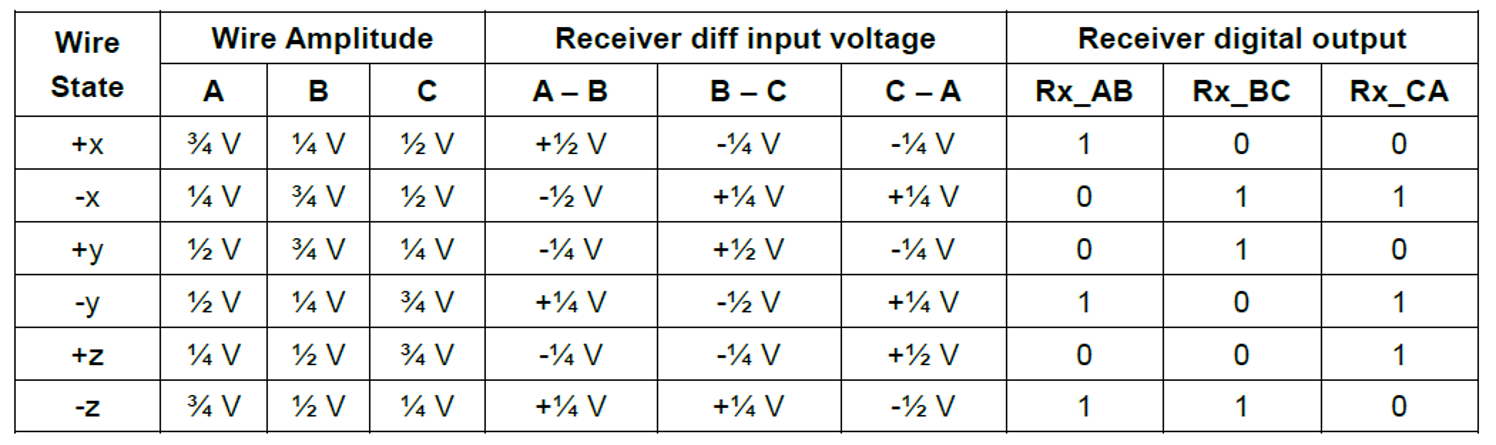 Wire State Wire Amplitude Receiver diff input voltage Receiver digital output
A B C A – B B – C C – A Rx_AB Rx_BC Rx_CA
+x ¾ V ¼ V ½ V +½ V -¼ V -¼ V 1 0 0
-x ¼ V ¾ V ½ V -½ V +¼ V +¼ V 0 1 1
+y ½ V ¾ V ¼ V -¼ V +½ V -¼ V 0 1 0
-y ½ V ¼ V ¾ V +¼ V -½ V +¼ V 1 0 1
+z ¼ V ½ V ¾ V -¼ V -¼ V +½ V 0 0 1
-z ¾ V ½ V ¼ V +¼ V +¼ V -½ V 1 1 0